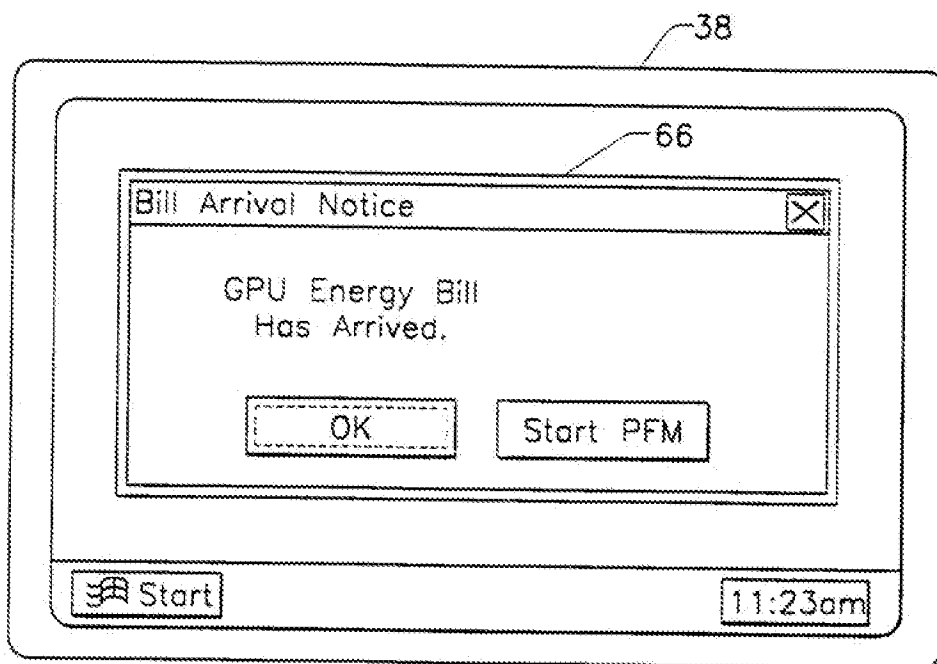 38
66
Bill Arrival Notice
GPU Energy Bill
Has Arrived.
OK Start PFM
Start 11:23am